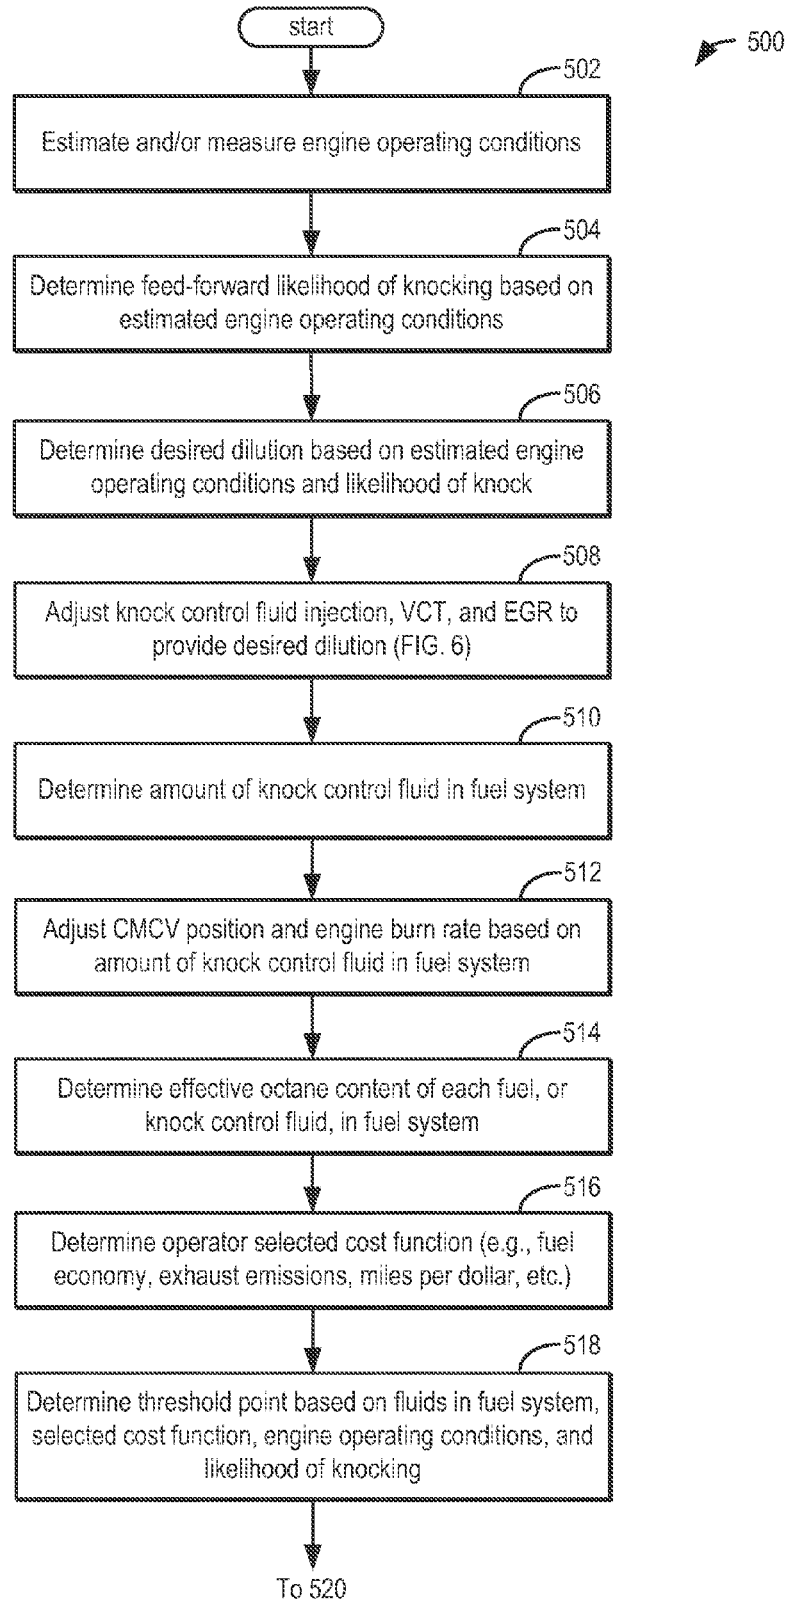 start
500
502
Estimate and/or measure engine operating conditions
504
Determine feed-forward likelihood of knocking based on
estimated engine operating conditions
506
Determine desired dilution based on estimated engine
operating conditions and likelihood of knock
508
Adjust knock control fluid injection, VCT, and EGR to
provide desired dilution (FIG. 6)
510
Determine amount of knock control fluid in fuel system
512
Adjust CMCV position and engine burn rate based on
amount of knock control fluid in fuel system
514
Determine effective octane content of each fuel, or
knock control fluid, in fuel system
516
Determine operator selected cost function (e.g., fuel
economy, exhaust emissions, miles per dollar, etc.)
518
Determine threshold point based on fluids in fuel system,
selected cost function, engine operating conditions, and
likelihood of knocking
To 520